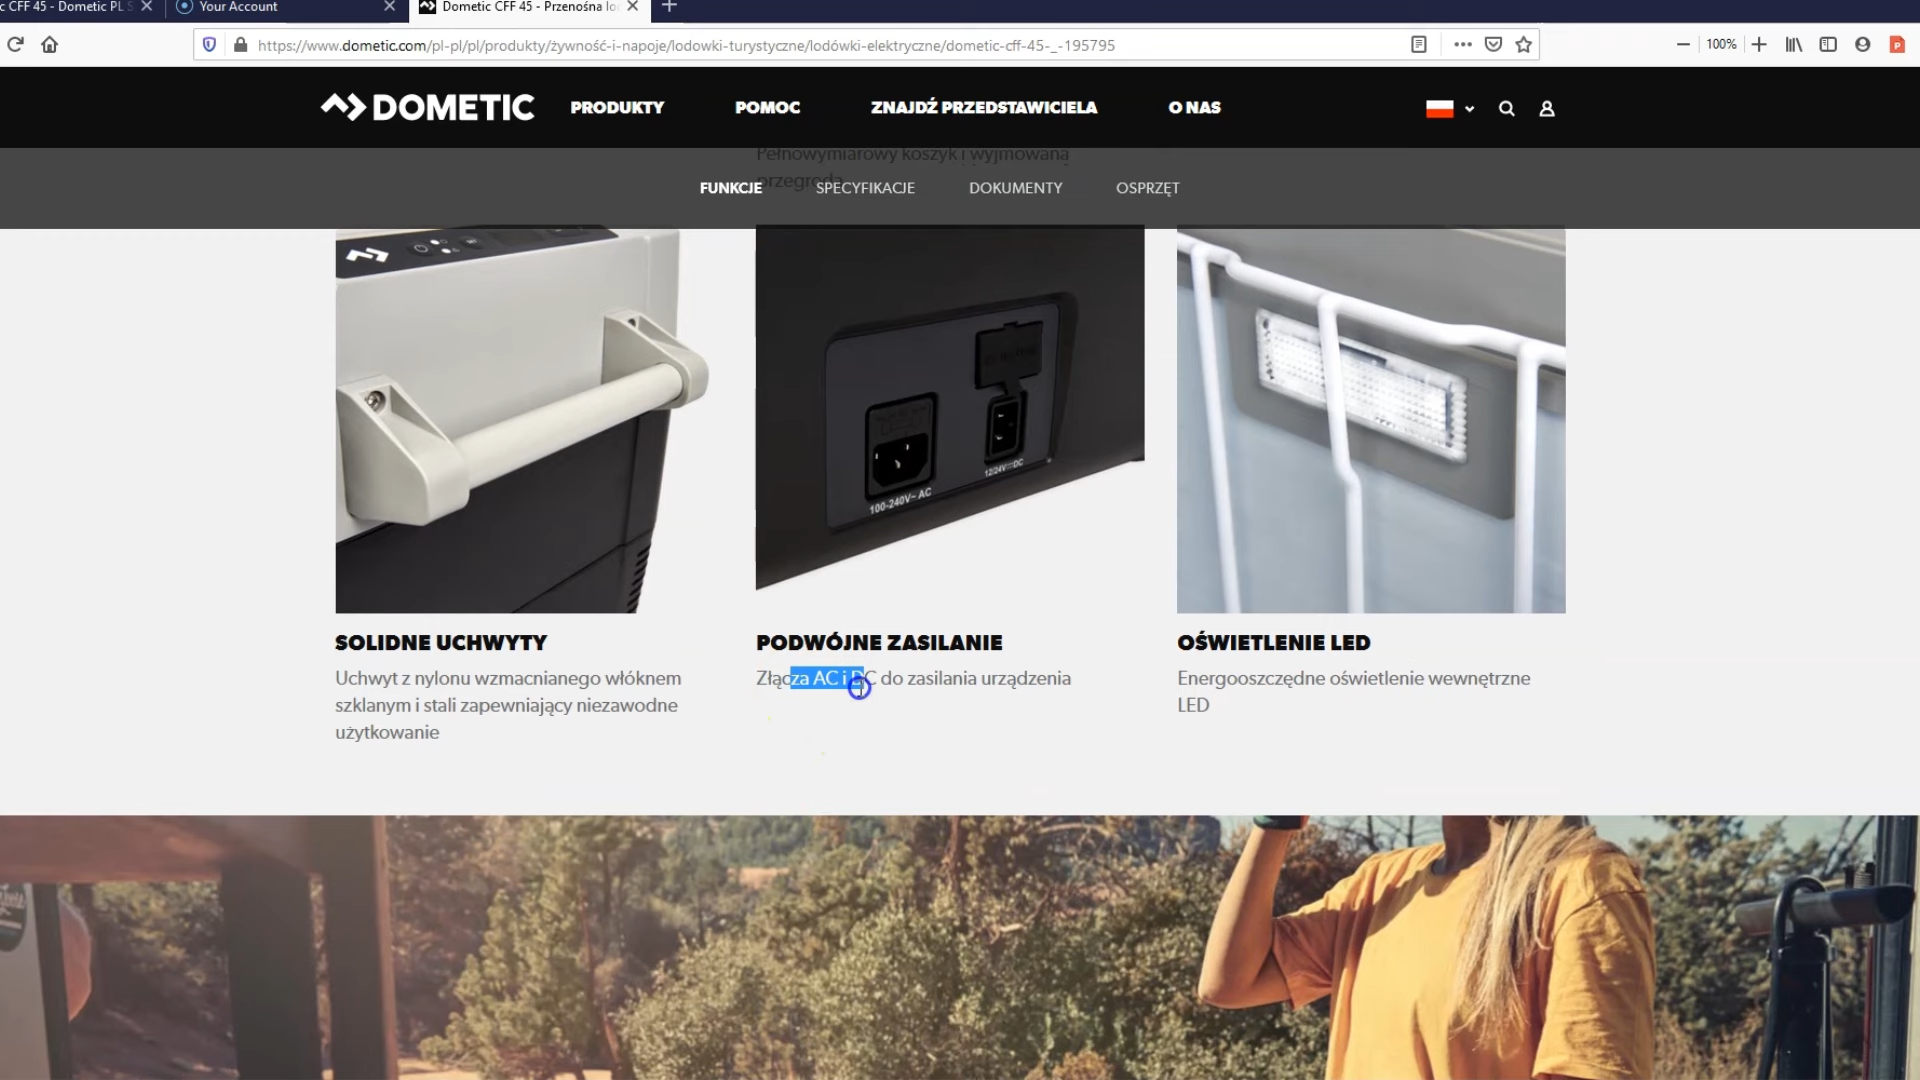 c CFF 45 - Dometic PL S
Your Account
Dometic CFF 45 - Przenośna lo
https://www.dometic.com/pl-pl/pl/produkty/żywność-i-napoje/lodowki-turystyczne/lodówki-elektryczne/dometic-cff-45-_-195795
100%
DOMETIC
PRODUKTY
POMOC
ZNAJDŹ PRZEDSTAWICIELA
O NAS
Pełnowymiarowy koszyk i wyjmowana
przegroda
FUNKCJE
SPECYFIKACJE
DOKUMENTY
OSPRZĘT
100-240V~ AC
12/24V DC
SOLIDNE UCHWYTY
Uchwyt z nylonu wzmacnianego włóknem
szklanym i stali zapewniający niezawodne
użytkowanie
PODWÓJNE ZASILANIE
Złącza AC i DC do zasilania urządzenia
OŚWIETLENIE LED
Energooszczędne oświetlenie wewnętrzne
LED